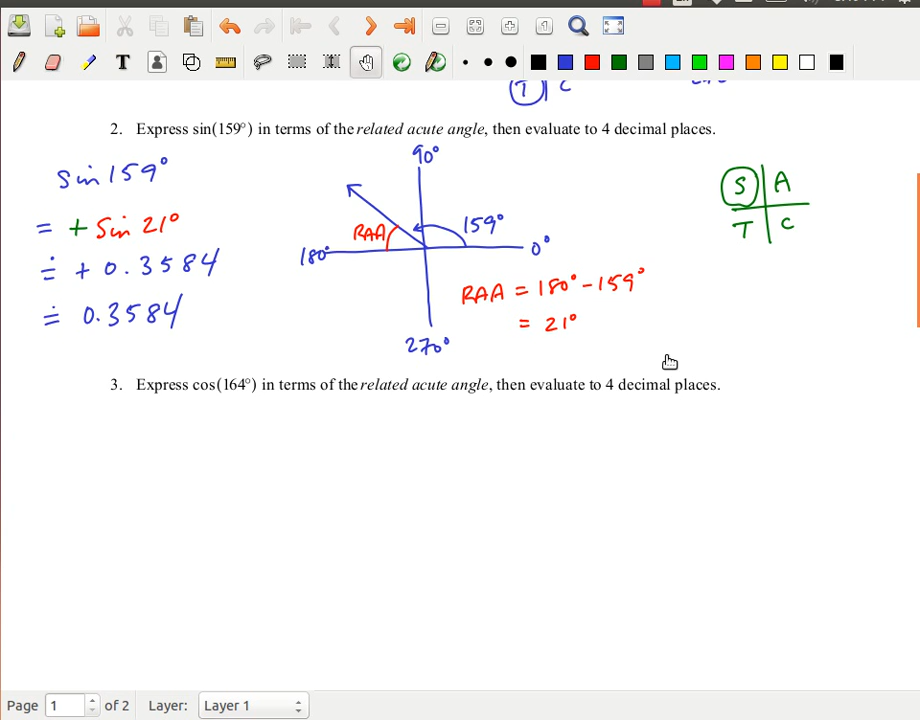 T C
2. Express sin(159°) in terms of the related acute angle, then evaluate to 4 decimal places.
sin 159°
= + sin 21°
≐ + 0.3584
≐ 0.3584
90°
RAA
159°
180°
0°
270°
RAA = 180° - 159°
= 21°
S A
T C
3. Express cos(164°) in terms of the related acute angle, then evaluate to 4 decimal places.
Page 1 of 2 Layer: Layer 1